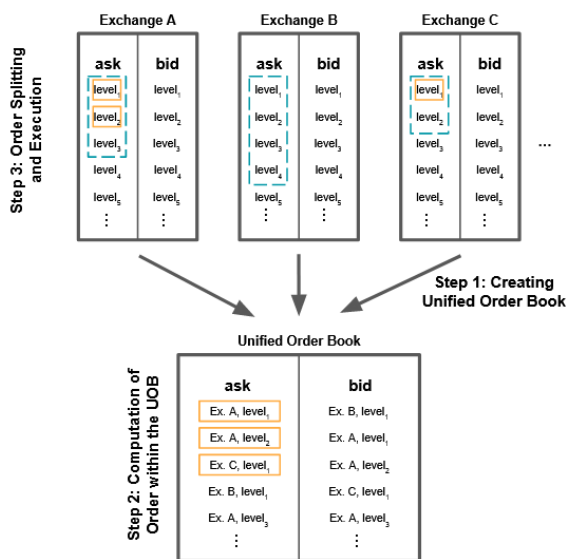 Exchange A
Exchange B
Exchange C
ask bid
ask bid
ask bid
level₁ level₁
level₁ level₁
level₁ level₁
level₂ level₂
level₂ level₂
level₂ level₂
level₃ level₃
level₃ level₃
level₃ level₃
level₄ level₄
level₄ level₄
level₄ level₄
level₅ level₅
level₅ level₅
level₅ level₅
⋮ ⋮
⋮ ⋮
⋮ ⋮
...
Step 3: Order Splitting
and Execution
Step 1: Creating
Unified Order Book
Unified Order Book
Step 2: Computation of
Order within the UOB
ask bid
Ex. A, level₁ Ex. B, level₁
Ex. A, level₂ Ex. A, level₁
Ex. C, level₁ Ex. A, level₂
Ex. B, level₁ Ex. C, level₁
Ex. A, level₃ Ex. A, level₃
⋮ ⋮